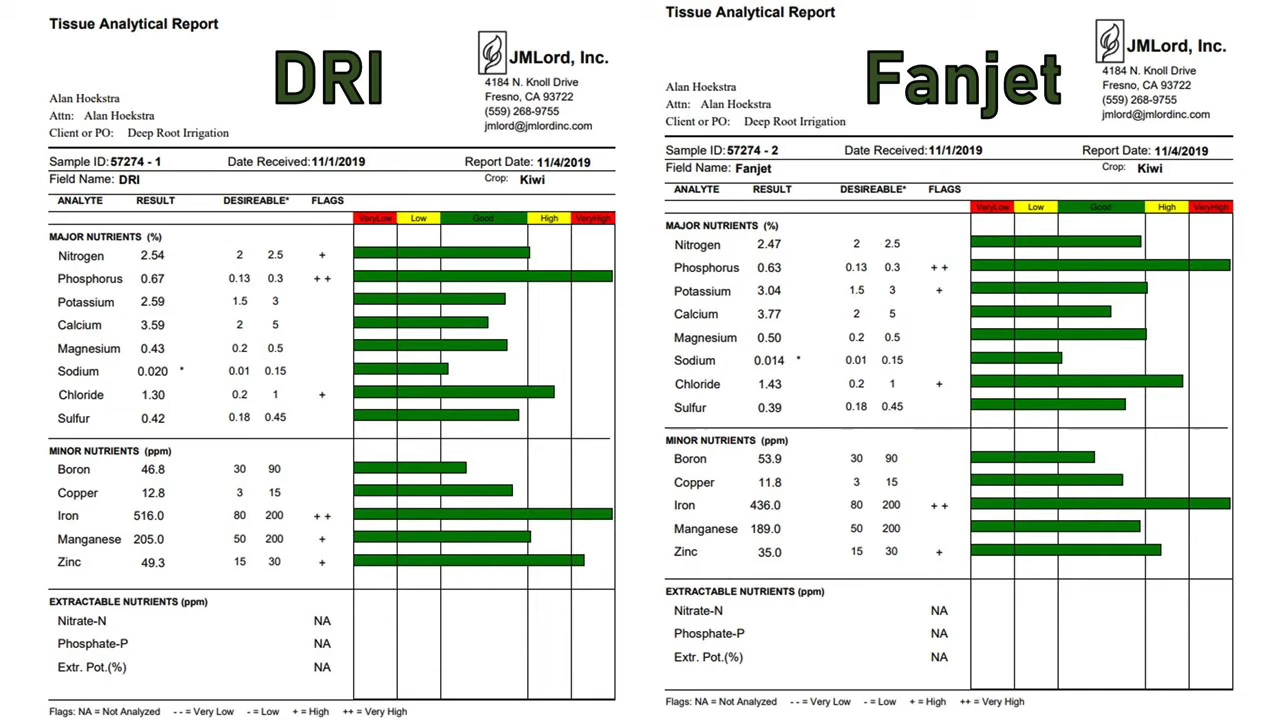 Tissue Analytical Report
DRI
JMLord, Inc.
4184 N. Knoll Drive
Fresno, CA 93722
(559) 268-9755
jmlord@jmlordinc.com
Alan Hoekstra
Attn: Alan Hoekstra
Client or PO: Deep Root Irrigation
Sample ID: 57274 - 1 Date Received: 11/1/2019 Report Date: 11/4/2019
Field Name: DRI Crop: Kiwi
ANALYTE RESULT DESIREABLE* FLAGS
VeryLow Low Good High VeryHigh
MAJOR NUTRIENTS (%)
Nitrogen 2.54 2 2.5 +
Phosphorus 0.67 0.13 0.3 + +
Potassium 2.59 1.5 3
Calcium 3.59 2 5
Magnesium 0.43 0.2 0.5
Sodium 0.020 * 0.01 0.15
Chloride 1.30 0.2 1 +
Sulfur 0.42 0.18 0.45
MINOR NUTRIENTS (ppm)
Boron 46.8 30 90
Copper 12.8 3 15
Iron 516.0 80 200 + +
Manganese 205.0 50 200 +
Zinc 49.3 15 30 +
EXTRACTABLE NUTRIENTS (ppm)
Nitrate-N NA
Phosphate-P NA
Extr. Pot.(%) NA
Flags: NA = Not Analyzed - - = Very Low - = Low + = High ++ = Very High
Tissue Analytical Report
Fanjet
JMLord, Inc.
4184 N. Knoll Drive
Fresno, CA 93722
(559) 268-9755
jmlord@jmlordinc.com
Alan Hoekstra
Attn: Alan Hoekstra
Client or PO: Deep Root Irrigation
Sample ID: 57274 - 2 Date Received: 11/1/2019 Report Date: 11/4/2019
Field Name: Fanjet Crop: Kiwi
ANALYTE RESULT DESIREABLE* FLAGS
VeryLow Low Good High VeryHigh
MAJOR NUTRIENTS (%)
Nitrogen 2.47 2 2.5
Phosphorus 0.63 0.13 0.3 + +
Potassium 3.04 1.5 3 +
Calcium 3.77 2 5
Magnesium 0.50 0.2 0.5
Sodium 0.014 * 0.01 0.15
Chloride 1.43 0.2 1 +
Sulfur 0.39 0.18 0.45
MINOR NUTRIENTS (ppm)
Boron 53.9 30 90
Copper 11.8 3 15
Iron 436.0 80 200 + +
Manganese 189.0 50 200
Zinc 35.0 15 30 +
EXTRACTABLE NUTRIENTS (ppm)
Nitrate-N NA
Phosphate-P NA
Extr. Pot.(%) NA
Flags: NA = Not Analyzed - - = Very Low - = Low + = High ++ = Very High